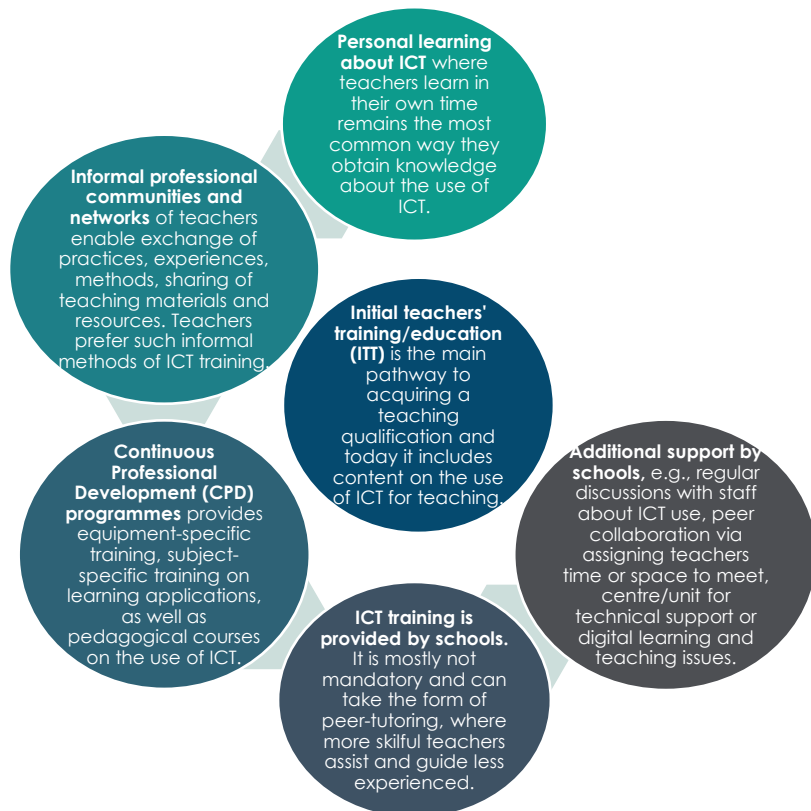 Personal learning
about ICT where
teachers learn in
their own time
remains the most
common way they
obtain knowledge
about the use of
ICT.
Informal professional
communities and
networks of teachers
enable exchange of
practices, experiences,
methods, sharing of
teaching materials and
resources. Teachers
prefer such informal
methods of ICT training.
Initial teachers'
training/education
(ITT) is the main
pathway to
acquiring a
teaching
qualification and
today it includes
content on the use
of ICT for teaching.
Continuous
Professional
Development (CPD)
programmes provides
equipment-specific
training, subject-
specific training on
learning applications,
as well as
pedagogical courses
on the use of ICT.
ICT training is
provided by schools.
It is mostly not
mandatory and can
take the form of
peer-tutoring, where
more skilful teachers
assist and guide less
experienced.
Additional support by
schools, e.g., regular
discussions with staff
about ICT use, peer
collaboration via
assigning teachers
time or space to meet,
centre/unit for
technical support or
digital learning and
teaching issues.